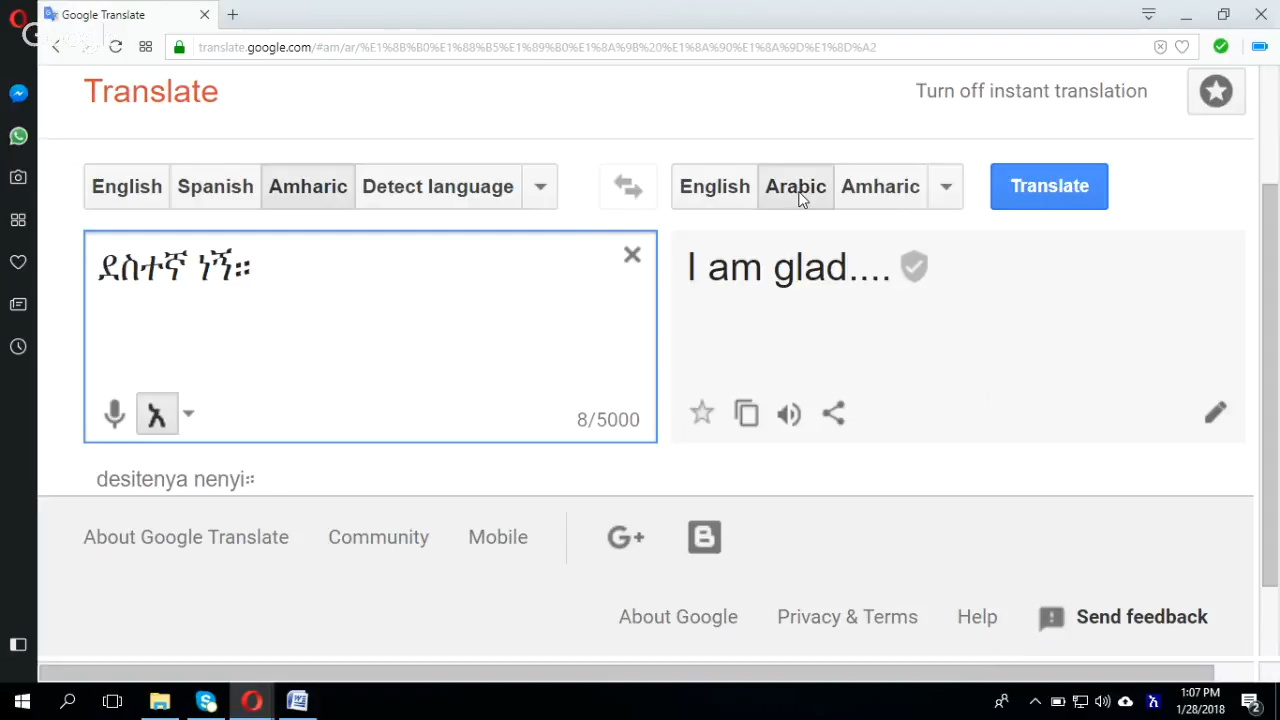 Google Translate
translate.google.com/#am/ar/%E1%8B%B0%E1%88%B5%E1%89%B0%E1%8A%9B%20%E1%8A%90%E1%8A%9D%E1%8D%A2
Translate
Turn off instant translation
English Spanish Amharic Detect language
English Arabic Amharic
Translate
ደስተኛ ነኝ።
I am glad....
አ
8/5000
desitenya nenyi።
About Google Translate Community Mobile
G+ B
About Google Privacy & Terms Help Send feedback
1:07 PM
1/28/2018
2